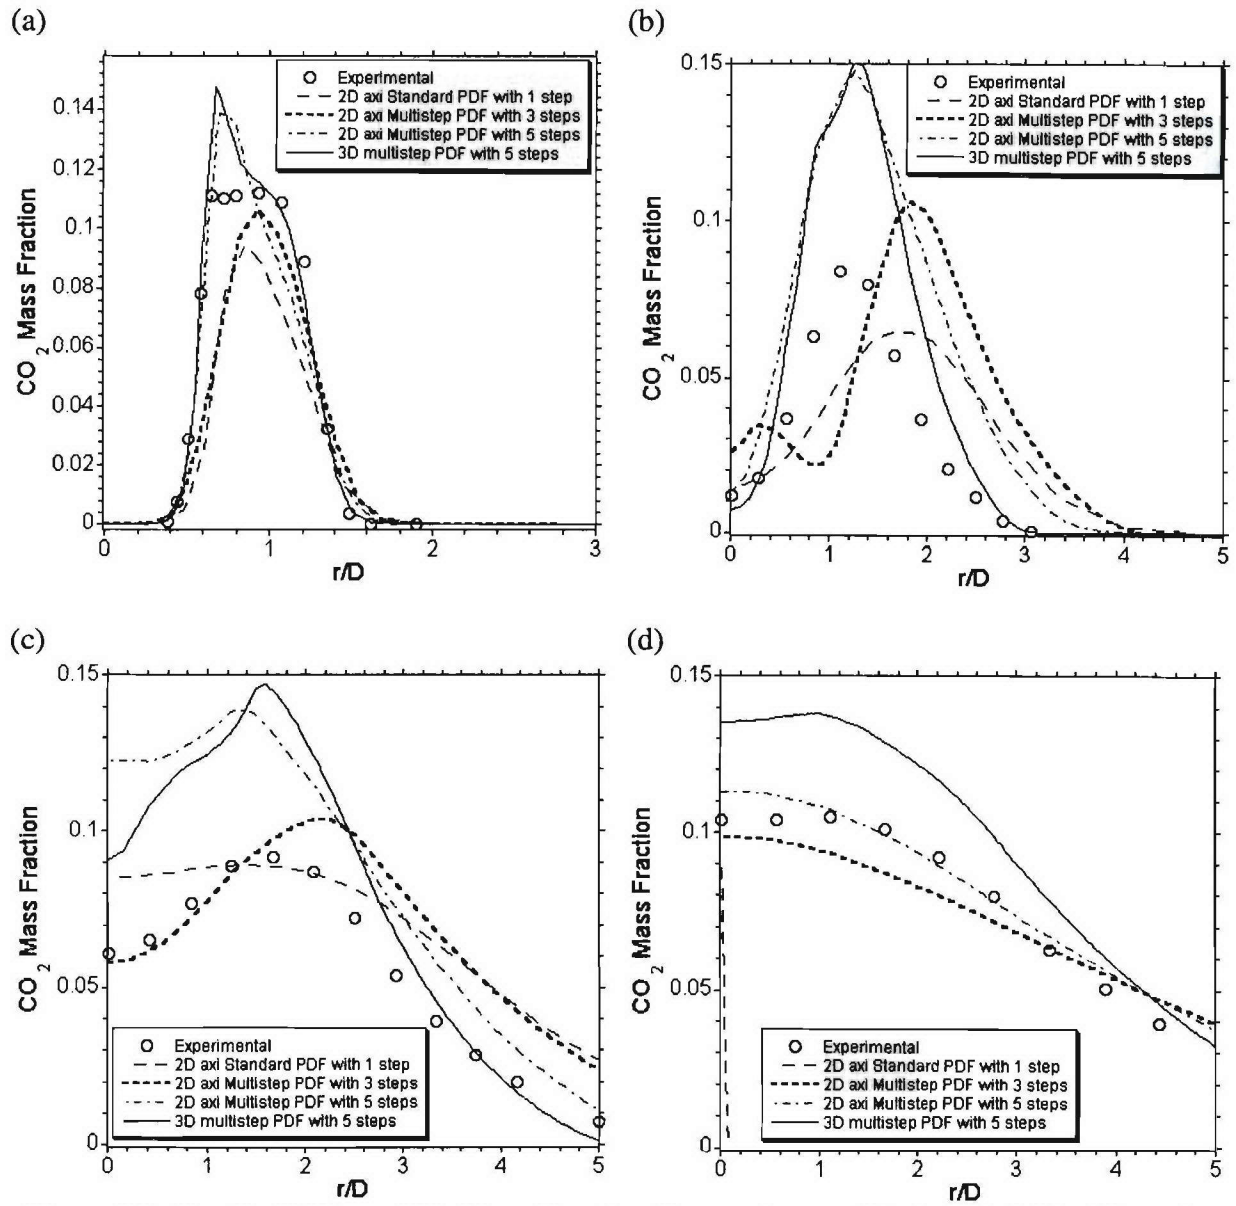 (a)
Experimental
2D axi Standard PDF with 1 step
2D axi Multistep PDF with 3 steps
2D axi Multistep PDF with 5 steps
3D multistep PDF with 5 steps
0.14
0.12
0.1
0.08
0.06
0.04
0.02
0
CO2 Mass Fraction
0 1 2 3
r/D
(b)
Experimental
2D axi Standard PDF with 1 step
2D axi Multistep PDF with 3 steps
2D axi Multistep PDF with 5 steps
3D multistep PDF with 5 steps
0.15
0.1
0.05
0
CO2 Mass Fraction
0 1 2 3 4 5
r/D
(c)
0.15
0.1
0.05
0
CO2 Mass Fraction
Experimental
2D axi Standard PDF with 1 step
2D axi Multistep PDF with 3 steps
2D axi Multistep PDF with 5 steps
3D multistep PDF with 5 steps
0 1 2 3 4 5
r/D
(d)
0.15
0.1
0.05
0
CO2 Mass Fraction
Experimental
2D axi Standard PDF with 1 step
2D axi Multistep PDF with 3 steps
2D axi Multistep PDF with 5 steps
3D multistep PDF with 5 steps
0 1 2 3 4 5
r/D